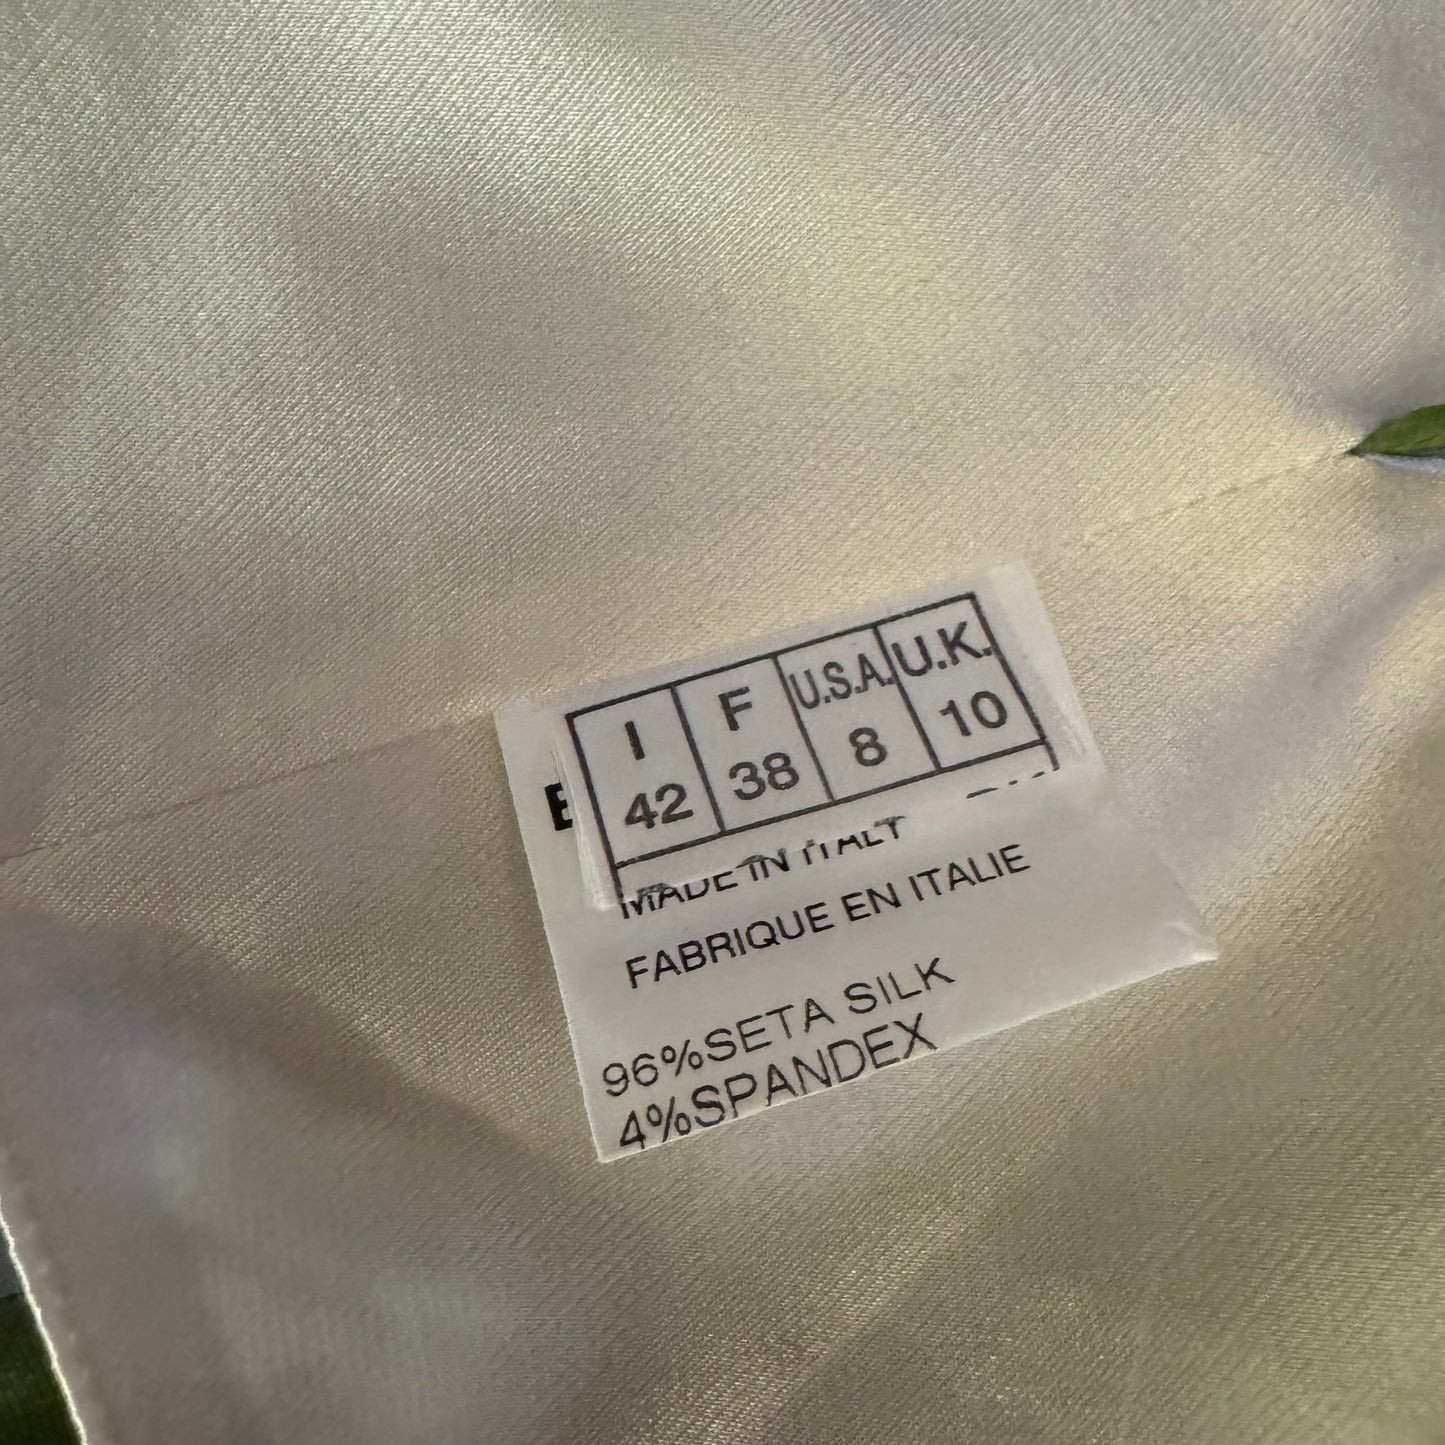 I F U.S.A. U.K.
42 38 8 10
MADE IN ITALY
FABRIQUE EN ITALIE
96%SETA SILK
4%SPANDEX